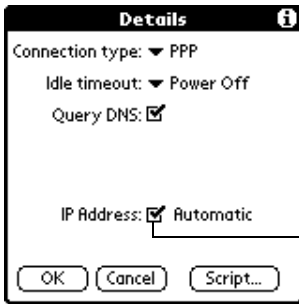 Details
Connection type: PPP
Idle timeout: Power Off
Query DNS:
IP Address: Automatic
OK Cancel Script...